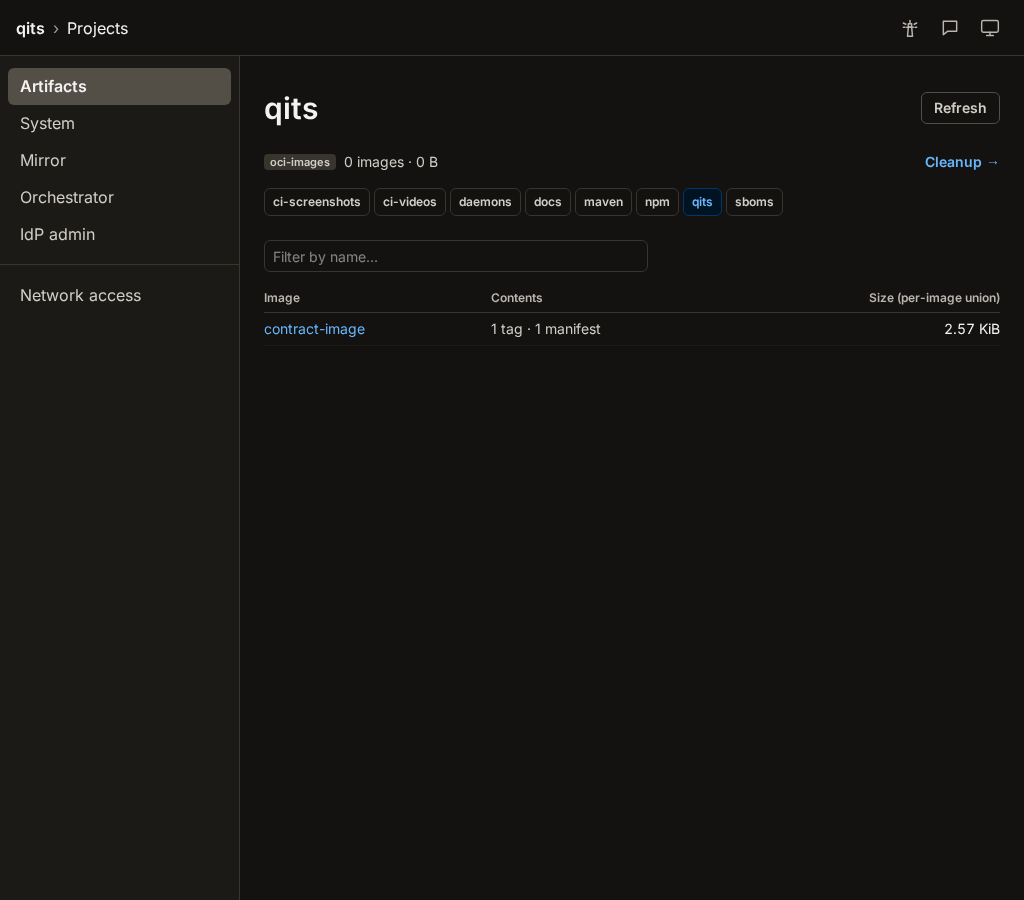 qits › Projects
Artifacts
System
Mirror
Orchestrator
IdP admin
Network access
qits
Refresh
oci-images 0 images · 0 B
Cleanup →
ci-screenshots ci-videos daemons docs maven npm qits sboms
Filter by name...
Image Contents Size (per-image union)
contract-image 1 tag · 1 manifest 2.57 KiB